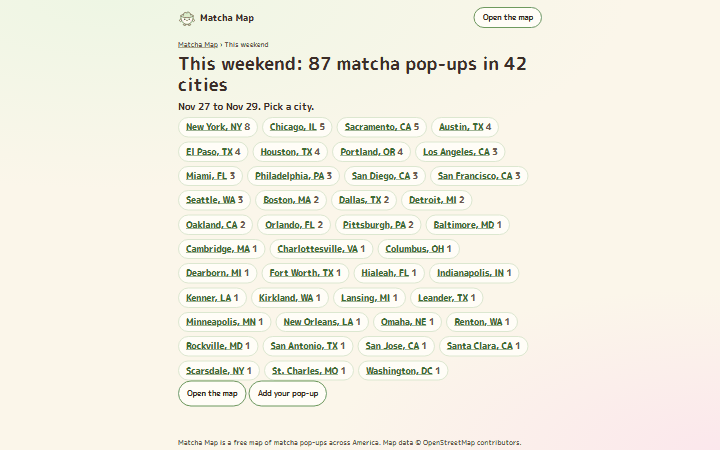 Matcha Map
Open the map
Matcha Map › This weekend
This weekend: 87 matcha pop-ups in 42
cities
Nov 27 to Nov 29. Pick a city.
New York, NY 8 Chicago, IL 5 Sacramento, CA 5 Austin, TX 4
El Paso, TX 4 Houston, TX 4 Portland, OR 4 Los Angeles, CA 3
Miami, FL 3 Philadelphia, PA 3 San Diego, CA 3 San Francisco, CA 3
Seattle, WA 3 Boston, MA 2 Dallas, TX 2 Detroit, MI 2
Oakland, CA 2 Orlando, FL 2 Pittsburgh, PA 2 Baltimore, MD 1
Cambridge, MA 1 Charlottesville, VA 1 Columbus, OH 1
Dearborn, MI 1 Fort Worth, TX 1 Hialeah, FL 1 Indianapolis, IN 1
Kenner, LA 1 Kirkland, WA 1 Lansing, MI 1 Leander, TX 1
Minneapolis, MN 1 New Orleans, LA 1 Omaha, NE 1 Renton, WA 1
Rockville, MD 1 San Antonio, TX 1 San Jose, CA 1 Santa Clara, CA 1
Scarsdale, NY 1 St. Charles, MO 1 Washington, DC 1
Open the map Add your pop-up
Matcha Map is a free map of matcha pop-ups across America. Map data © OpenStreetMap contributors.